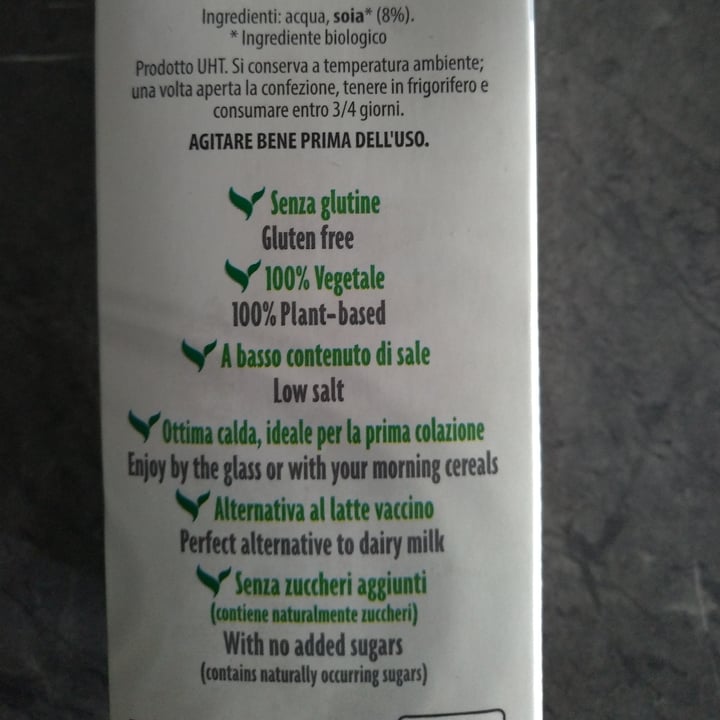 Ingredienti: acqua, soia* (8%).
* Ingrediente biologico
Prodotto UHT. Si conserva a temperatura ambiente;
una volta aperta la confezione, tenere in frigorifero e
consumare entro 3/4 giorni.
AGITARE BENE PRIMA DELL'USO.
Senza glutine
Gluten free
100% Vegetale
100% Plant-based
A basso contenuto di sale
Low salt
Ottima calda, ideale per la prima colazione
Enjoy by the glass or with your morning cereals
Alternativa al latte vaccino
Perfect alternative to dairy milk
Senza zuccheri aggiunti
(contiene naturalmente zuccheri)
With no added sugars
(contains naturally occurring sugars)